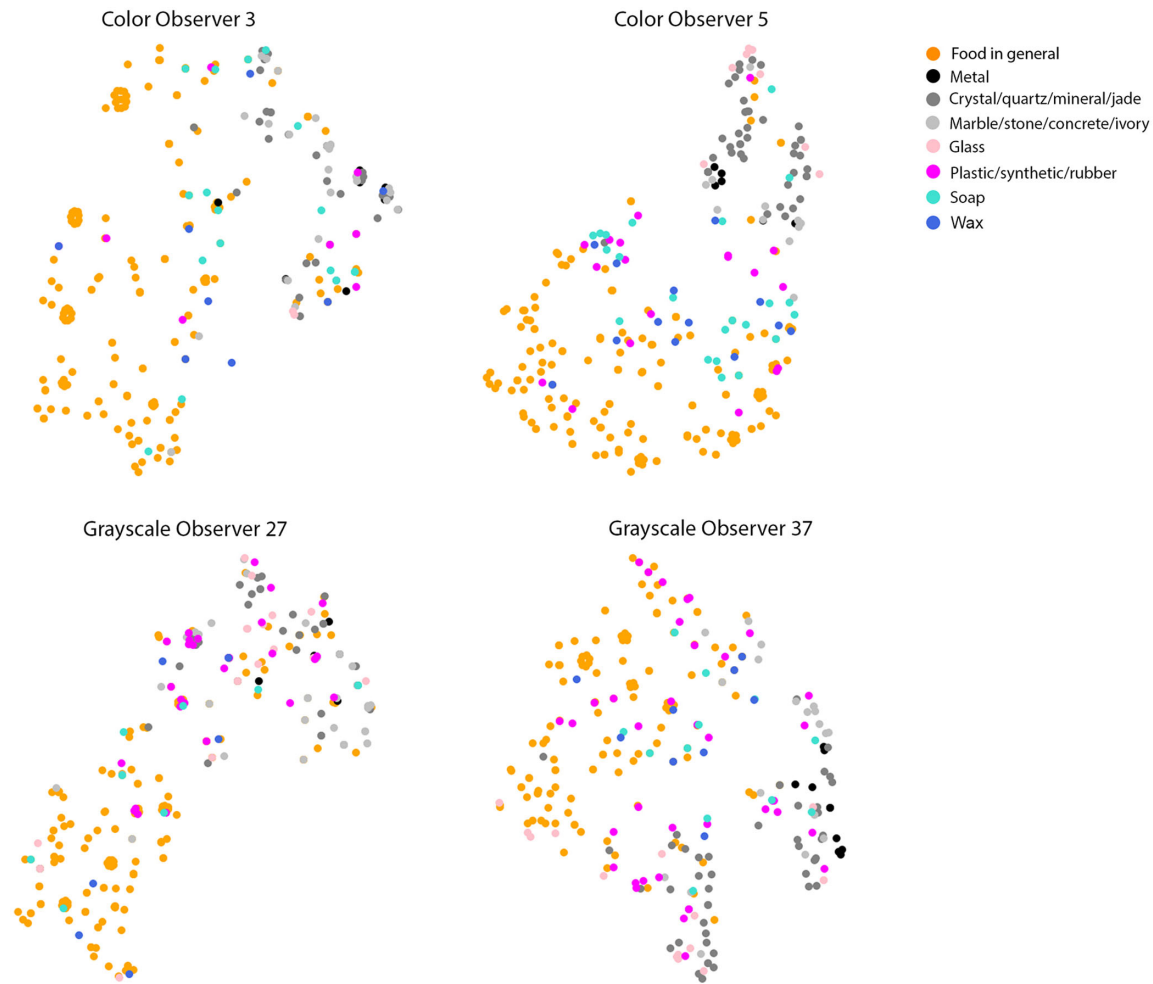 Color Observer 3
Color Observer 5
Food in general
Metal
Crystal/quartz/mineral/jade
Marble/stone/concrete/ivory
Glass
Plastic/synthetic/rubber
Soap
Wax
Grayscale Observer 27
Grayscale Observer 37